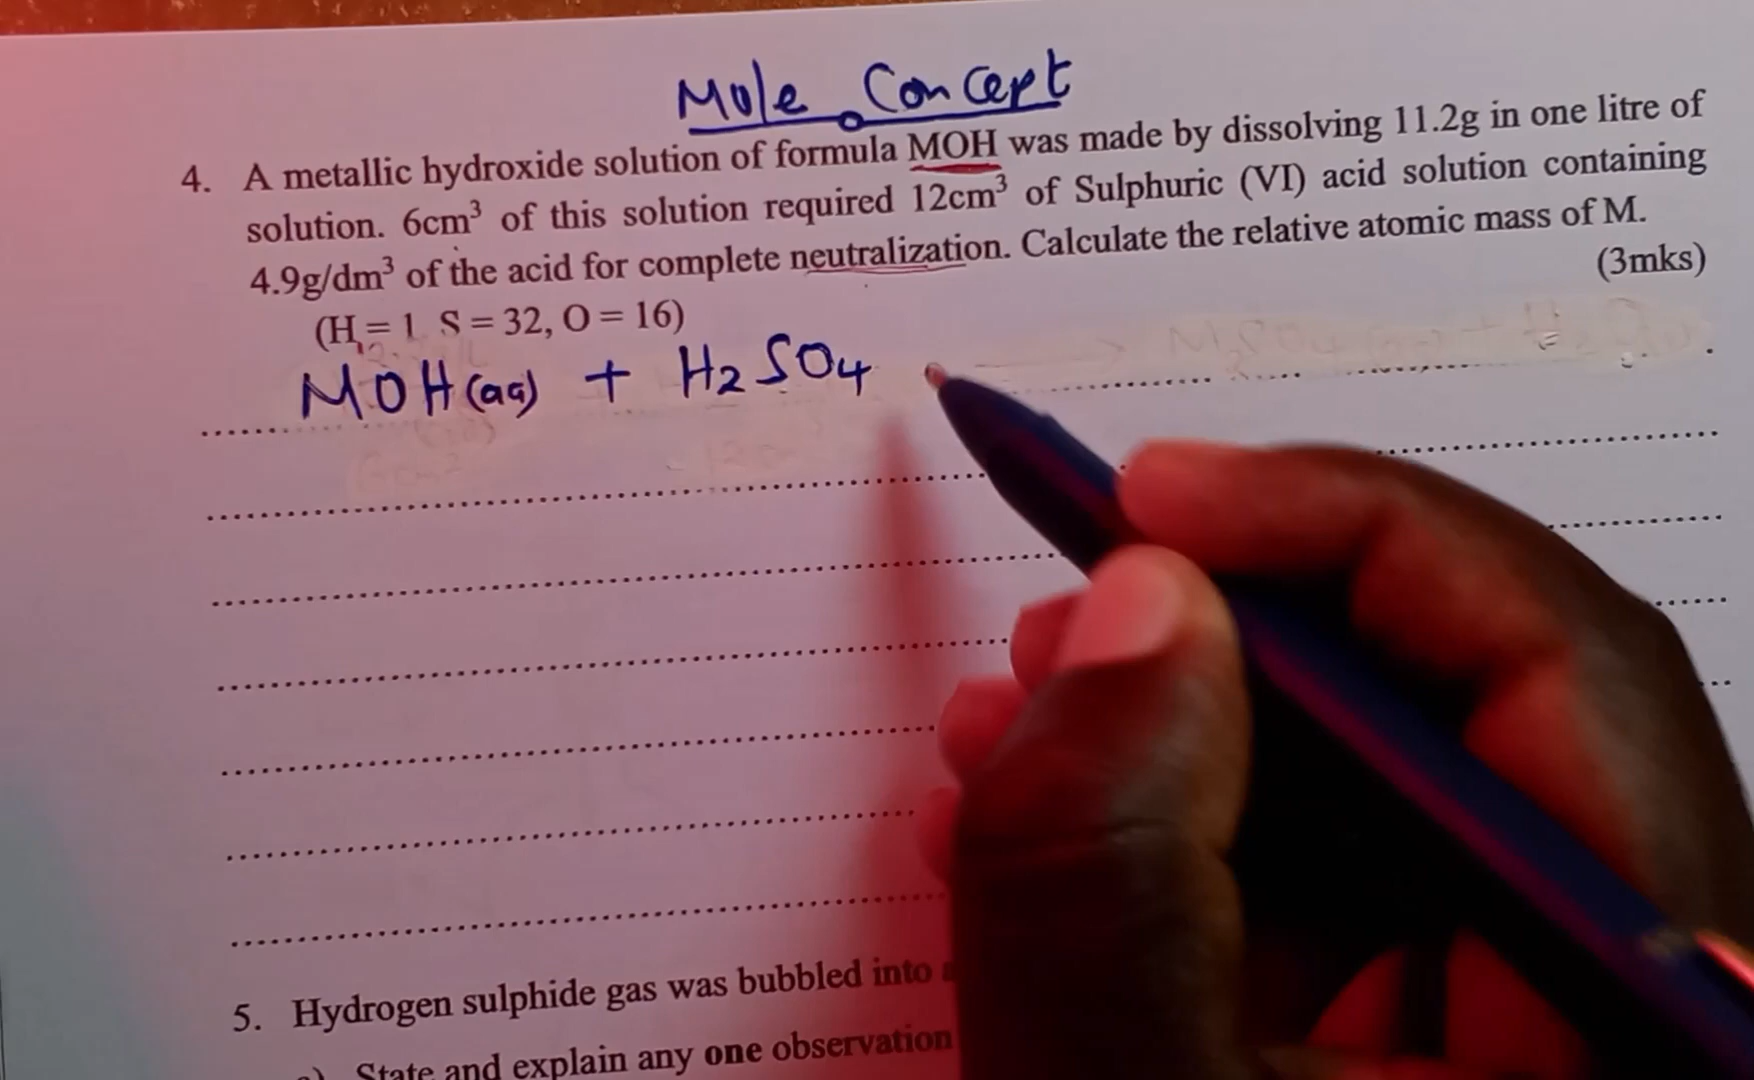 Mole Concept
4. A metallic hydroxide solution of formula MOH was made by dissolving 11.2g in one litre of
solution. 6cm³ of this solution required 12cm³ of Sulphuric (VI) acid solution containing
4.9g/dm³ of the acid for complete neutralization. Calculate the relative atomic mass of M.
(3mks)
(H = 1 S = 32, O = 16)
MOH(aq) + H₂SO₄
5. Hydrogen sulphide gas was bubbled into
State and explain any one observation